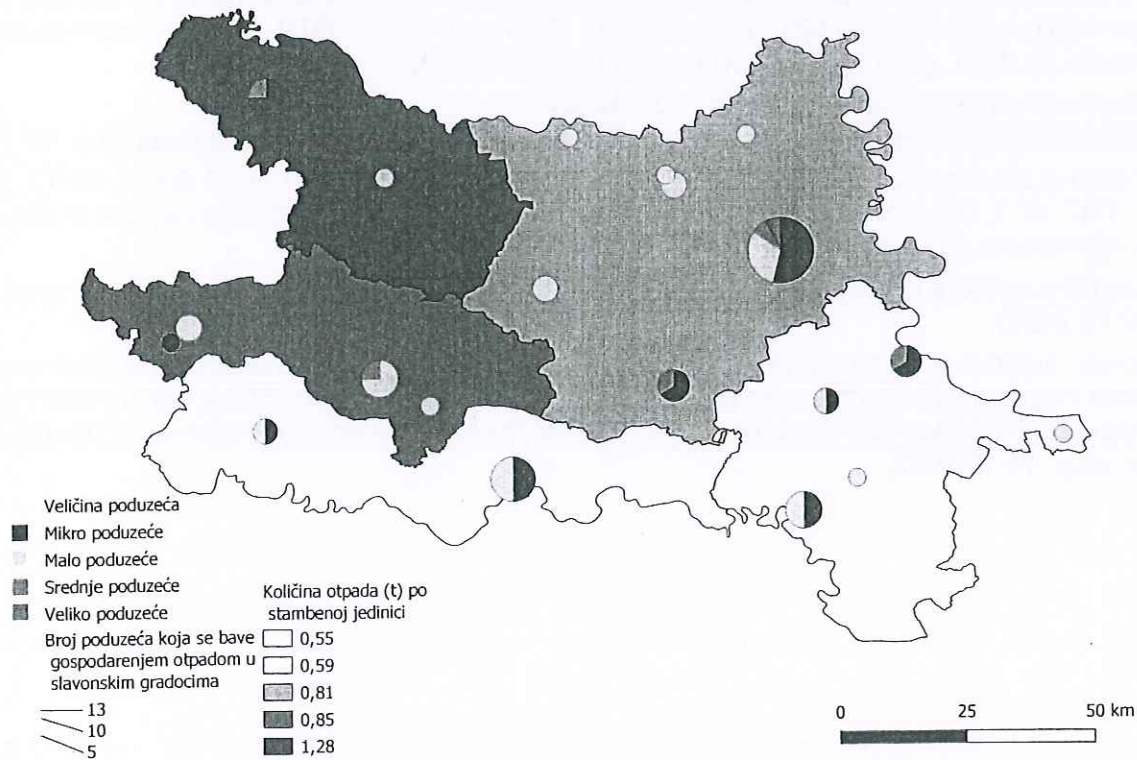 Veličina poduzeća
Mikro poduzeće
Malo poduzeće
Srednje poduzeće
Veliko poduzeće
Broj poduzeća koja se bave
gospodarenjem otpadom u
slavonskim gradocima
13
10
5
Količina otpada (t) po
stambenoj jedinici
0,55
0,59
0,81
0,85
1,28
0 25 50 km